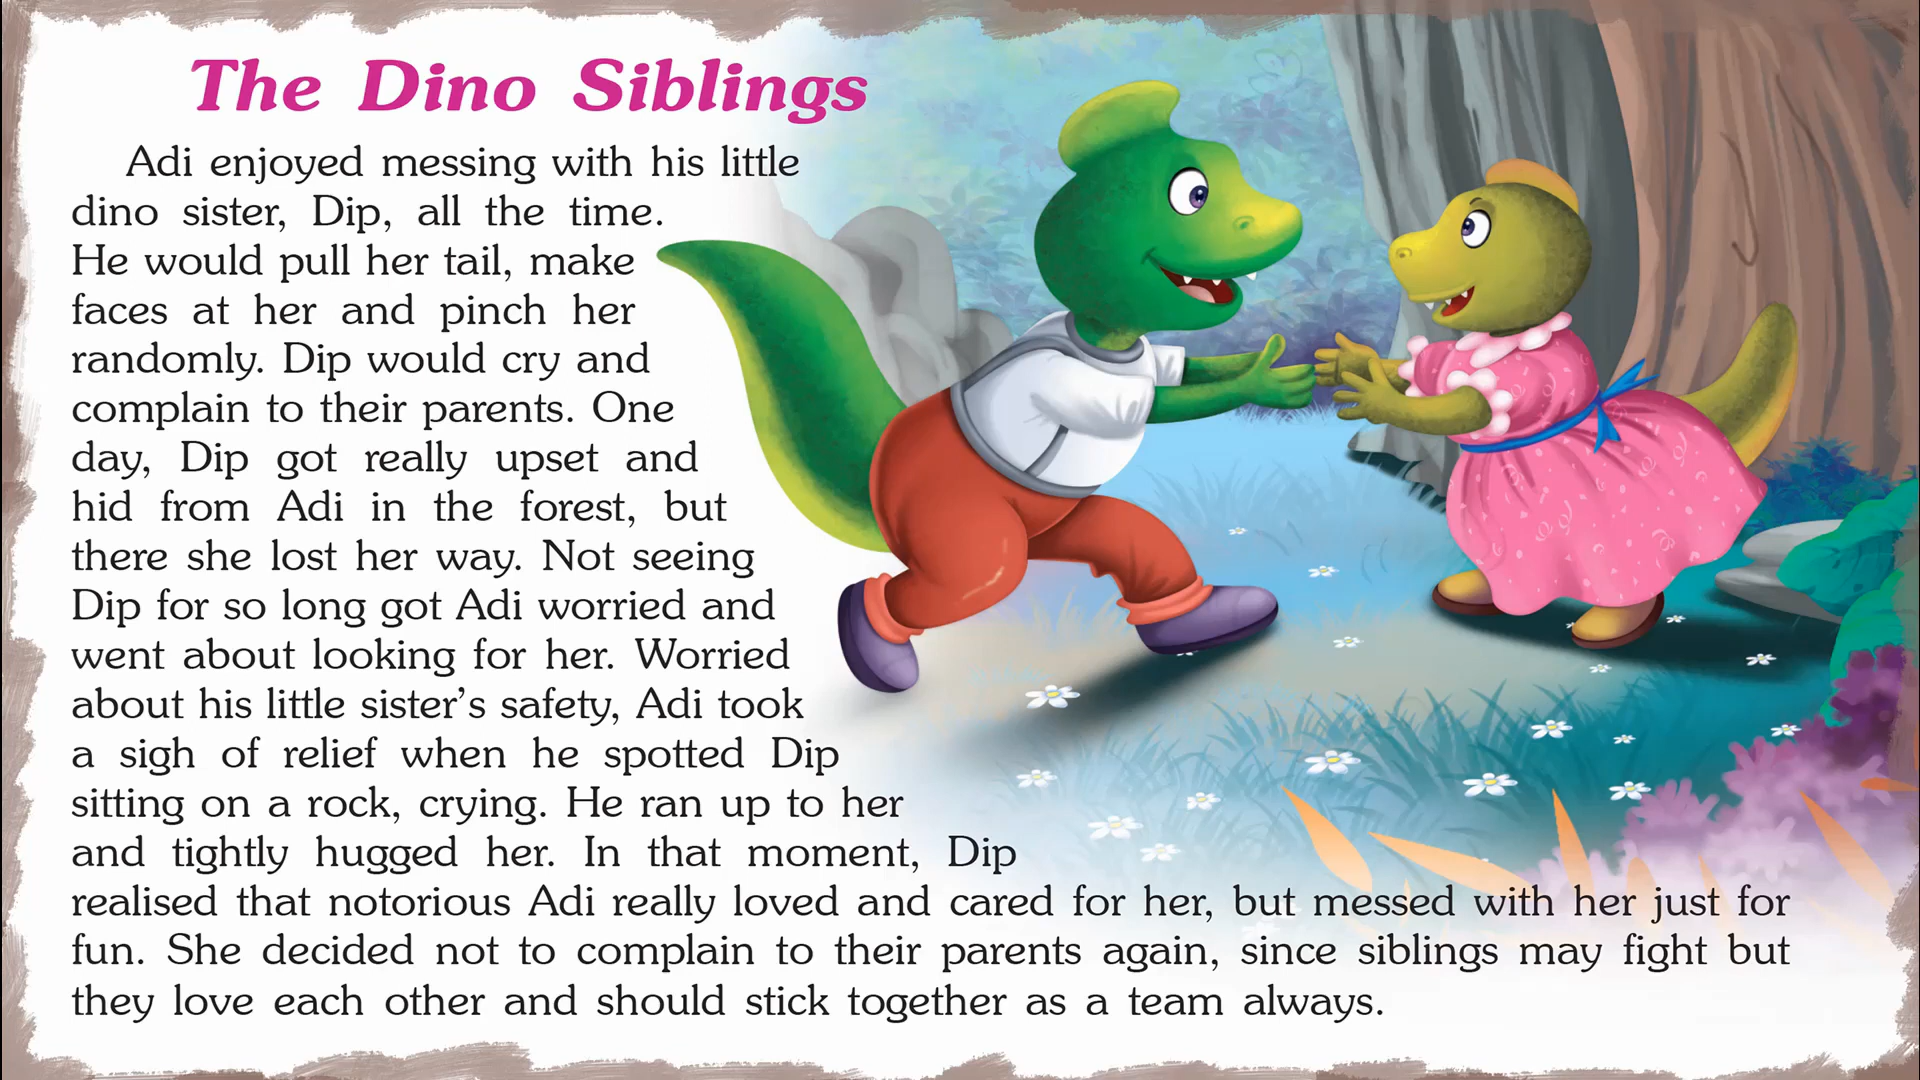 The Dino Siblings
Adi enjoyed messing with his little
dino sister, Dip, all the time.
He would pull her tail, make
faces at her and pinch her
randomly. Dip would cry and
complain to their parents. One
day, Dip got really upset and
hid from Adi in the forest, but
there she lost her way. Not seeing
Dip for so long got Adi worried and
went about looking for her. Worried
about his little sister’s safety, Adi took
a sigh of relief when he spotted Dip
sitting on a rock, crying. He ran up to her
and tightly hugged her. In that moment, Dip
realised that notorious Adi really loved and cared for her, but messed with her just for
fun. She decided not to complain to their parents again, since siblings may fight but
they love each other and should stick together as a team always.